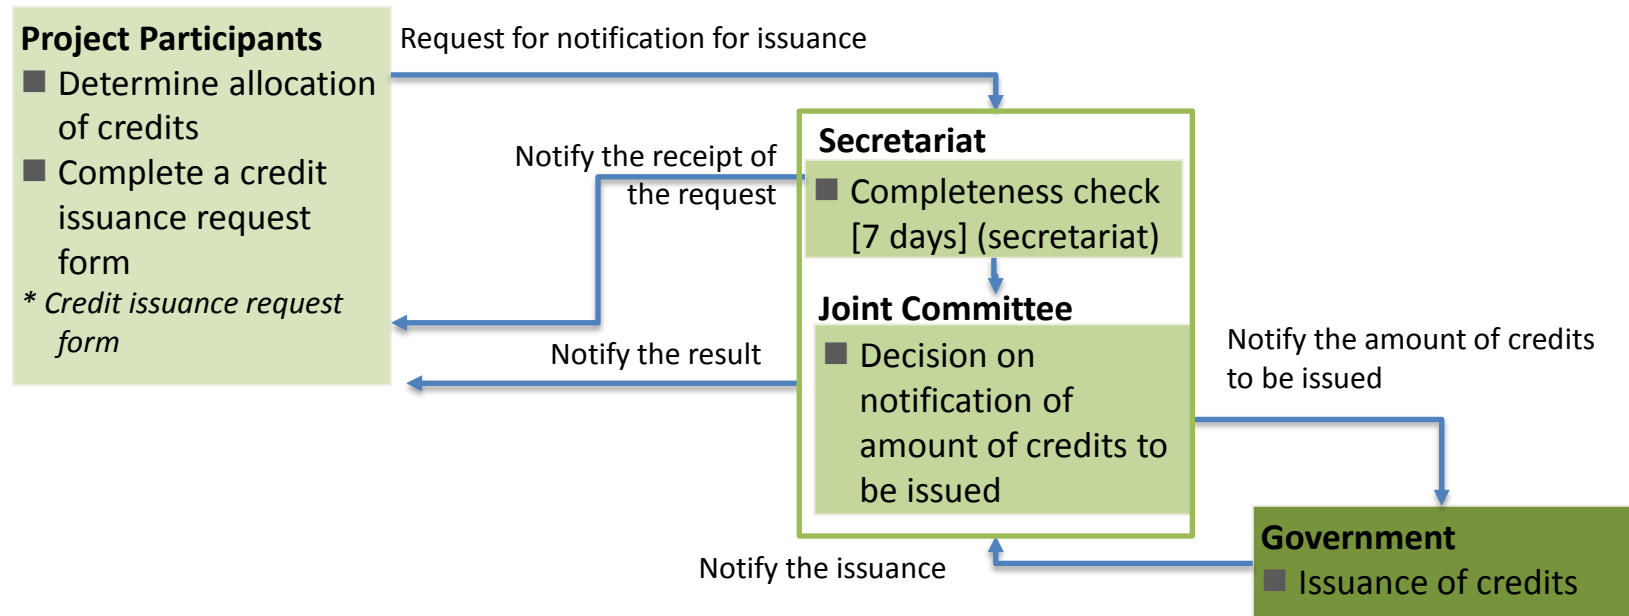 Project Participants
Determine allocation
of credits
Complete a credit
issuance request
form
* Credit issuance request
form
Request for notification for issuance
Notify the receipt of
the request
Notify the result
Secretariat
Completeness check
[7 days] (secretariat)
Joint Committee
Decision on
notification of
amount of credits to
be issued
Notify the amount of credits
to be issued
Notify the issuance
Government
Issuance of credits